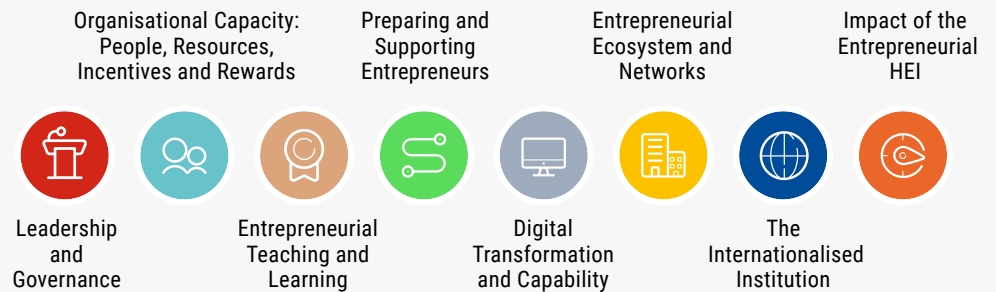 Organisational Capacity:
People, Resources,
Incentives and Rewards
Preparing and
Supporting
Entrepreneurs
Entrepreneurial
Ecosystem and
Networks
Impact of the
Entrepreneurial
HEI
Leadership
and
Governance
Entrepreneurial
Teaching and
Learning
Digital
Transformation
and Capability
The
Internationalised
Institution